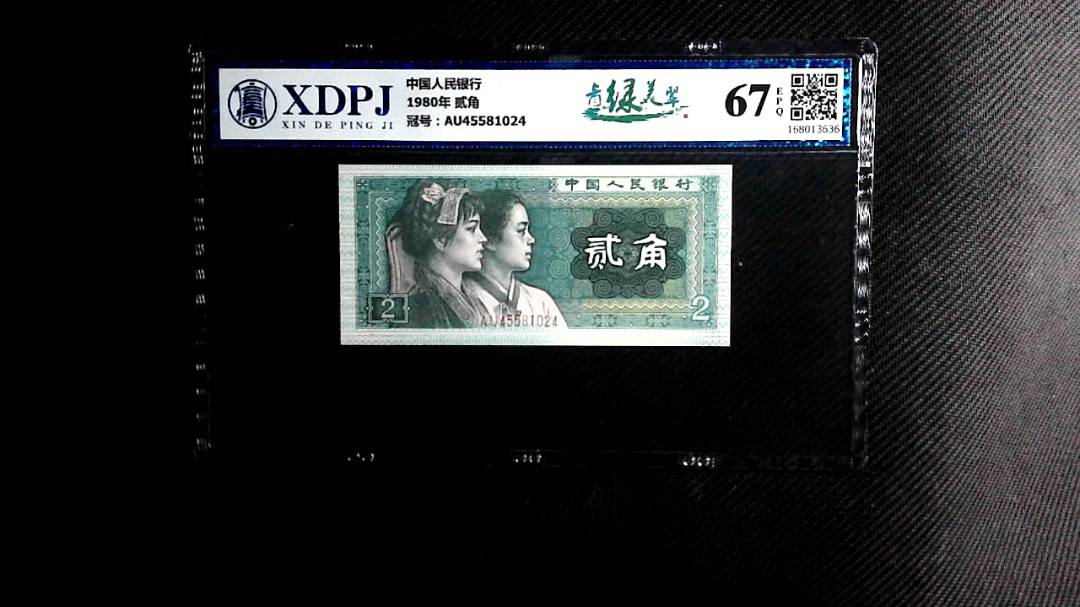 XDPJ
XIN DE PING JI
中国人民银行
1980年 贰角
冠号：AU45581024
绿美翠
67
EPQ
168013636
中国人民银行
贰角
2
2
AU45581024